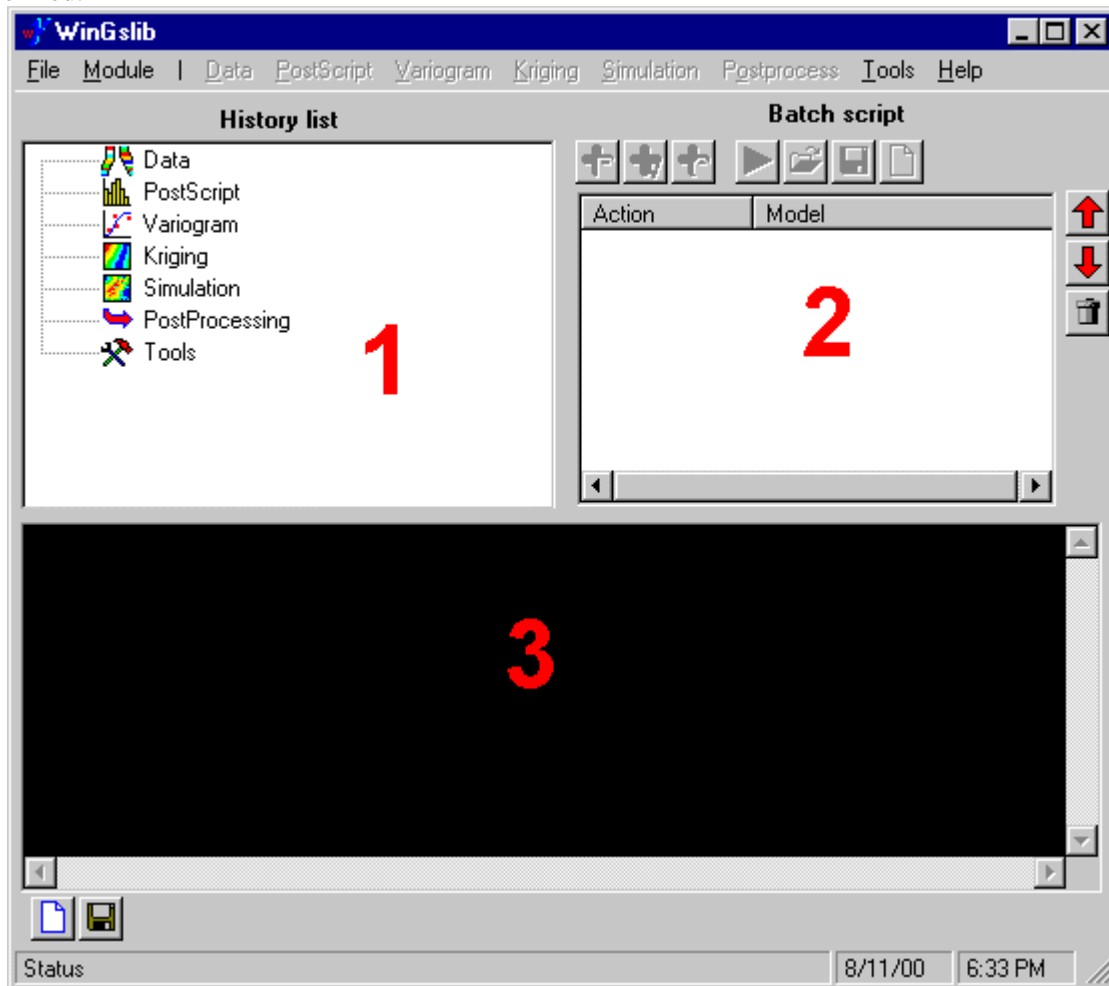 WinGslib
File Module | Data PostScript Variogram Kriging Simulation Postprocess Tools Help
History list
Batch script
Data
PostScript
Variogram
Kriging
Simulation
PostProcessing
Tools
1
Action Model
2
3
Status 8/11/00 6:33 PM